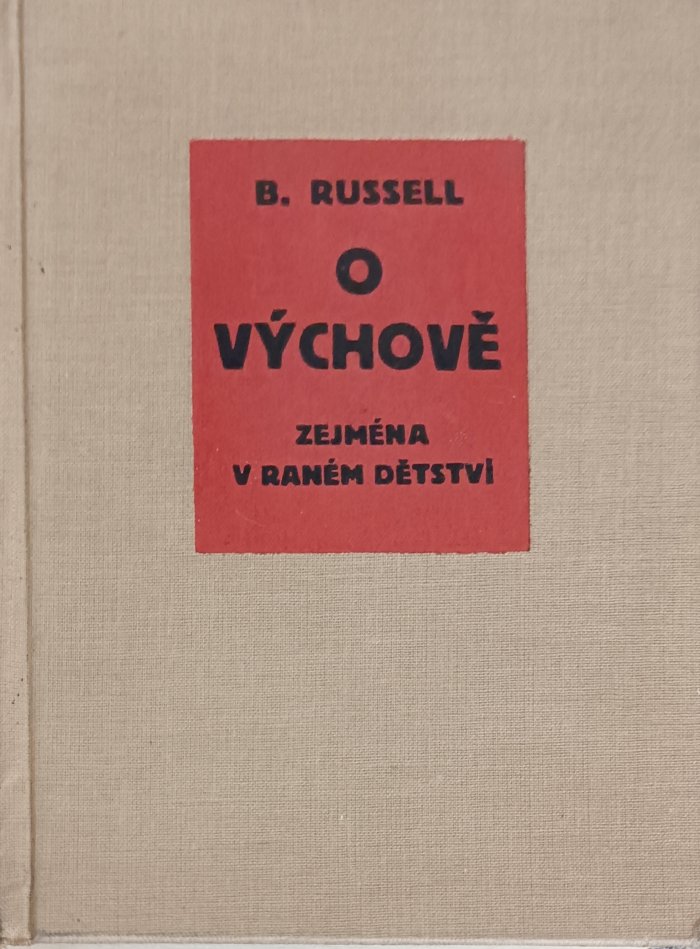 B. RUSSELL
O
VÝCHOVĚ
ZEJMÉNA
V RANÉM DĚTSTVÍ